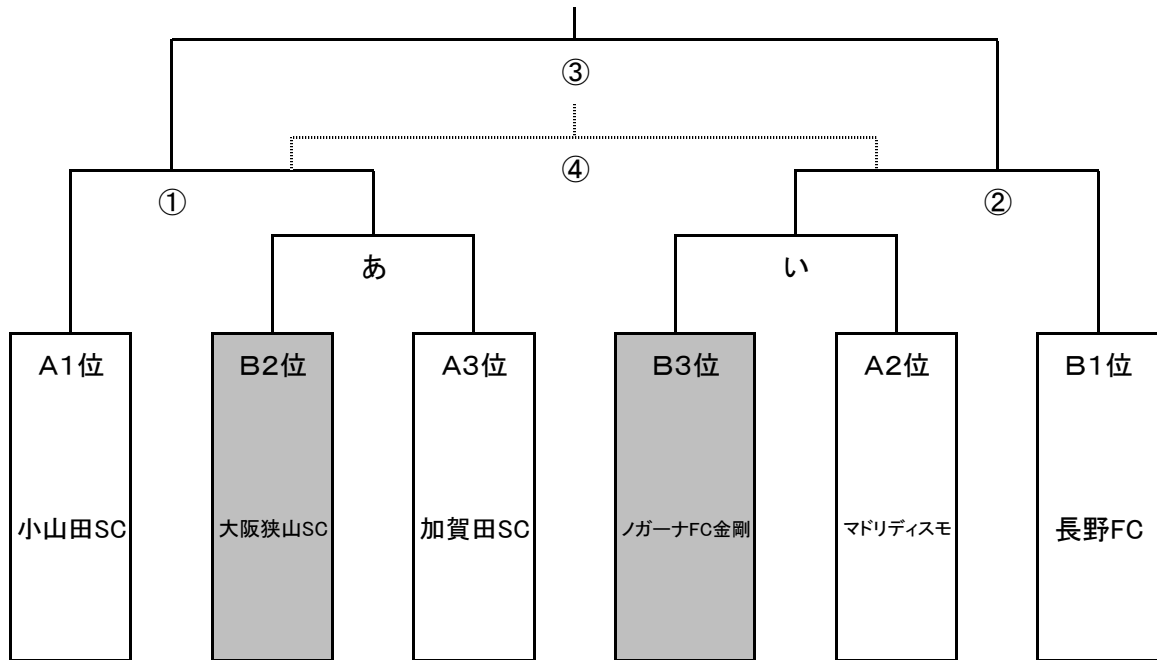 ③
④
①
②
あ
い
A1位
B2位
A3位
B3位
A2位
B1位
小山田SC
大阪狭山SC
加賀田SC
ノガーナFC金剛
マドリディスモ
長野FC